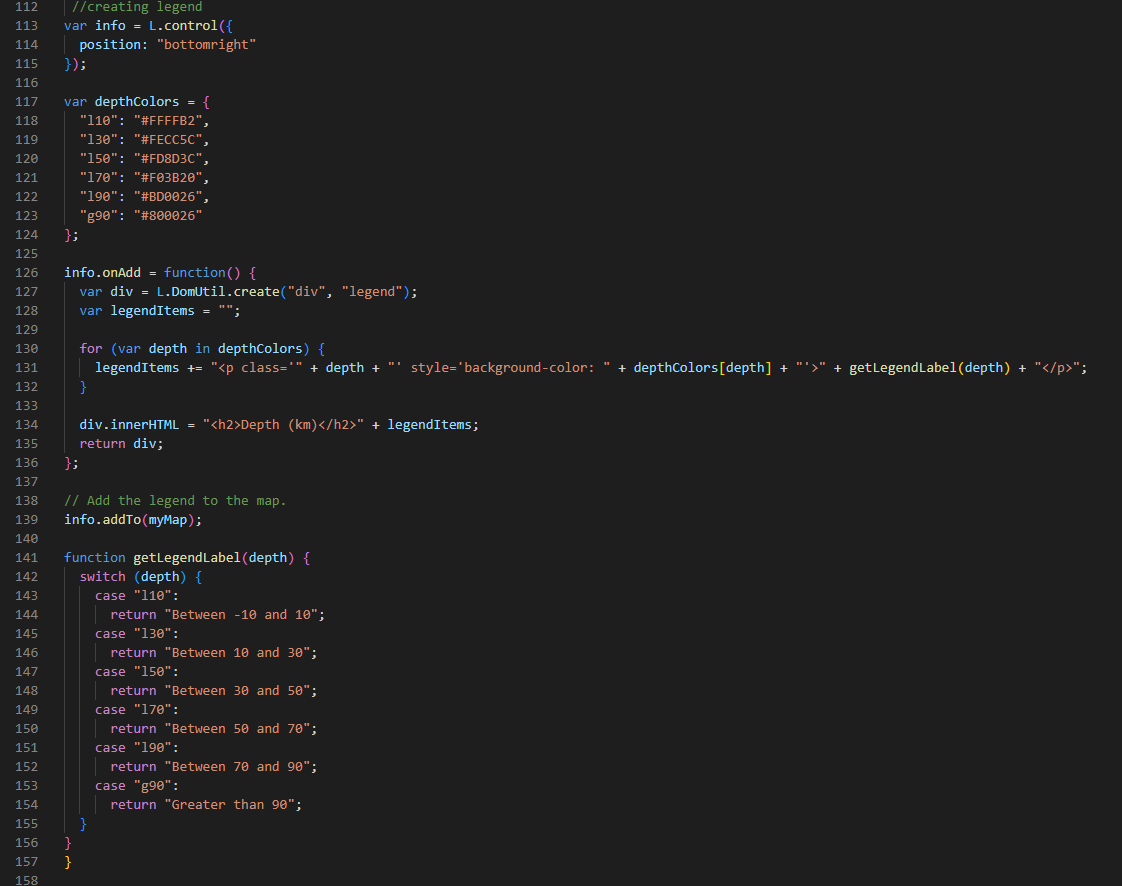 112 //creating legend
113 var info = L.control({
114 position: "bottomright"
115 });
116
117 var depthColors = {
118 "l10": "#FFFFB2",
119 "l30": "#FECC5C",
120 "l50": "#FD8D3C",
121 "l70": "#F03B20",
122 "l90": "#BD0026",
123 "g90": "#800026"
124 };
125
126 info.onAdd = function() {
127 var div = L.DomUtil.create("div", "legend");
128 var legendItems = "";
129
130 for (var depth in depthColors) {
131 legendItems += "<p class='" + depth + "' style='background-color: " + depthColors[depth] + "'>" + getLegendLabel(depth) + "</p>";
132 }
133
134 div.innerHTML = "<h2>Depth (km)</h2>" + legendItems;
135 return div;
136 };
137
138 // Add the legend to the map.
139 info.addTo(myMap);
140
141 function getLegendLabel(depth) {
142 switch (depth) {
143 case "l10":
144 return "Between -10 and 10";
145 case "l30":
146 return "Between 10 and 30";
147 case "l50":
148 return "Between 30 and 50";
149 case "l70":
150 return "Between 50 and 70";
151 case "l90":
152 return "Between 70 and 90";
153 case "g90":
154 return "Greater than 90";
155 }
156 }
157 }
158